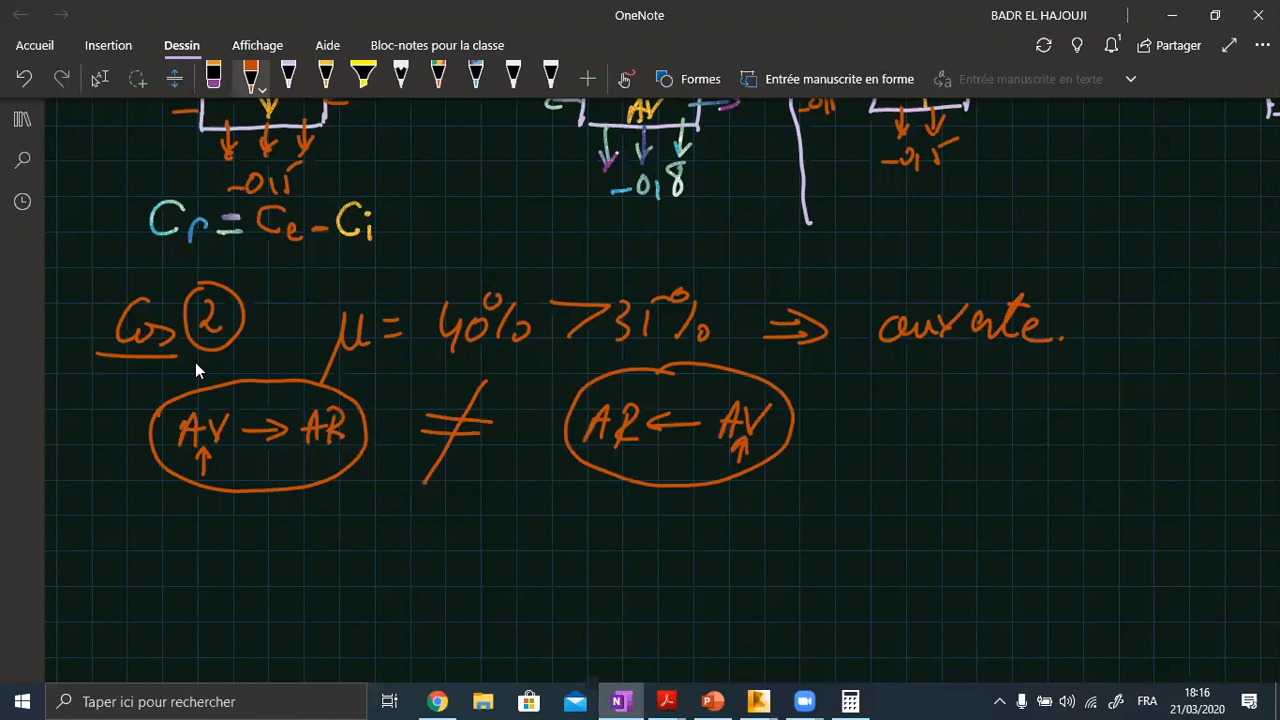 OneNote
BADR EL HAJOUJI
Accueil Insertion Dessin Affichage Aide Bloc-notes pour la classe Partager
Formes Entrée manuscrite en forme Entrée manuscrite en texte
V AV
-0,5 -0,8 -0,5
Cr = Ce - Ci
Cas 2 μ = 40% > 31% ⇒ ouverte.
AV → AR ≠ AR ← AV
Taper ici pour rechercher
FRA
18:16
21/03/2020